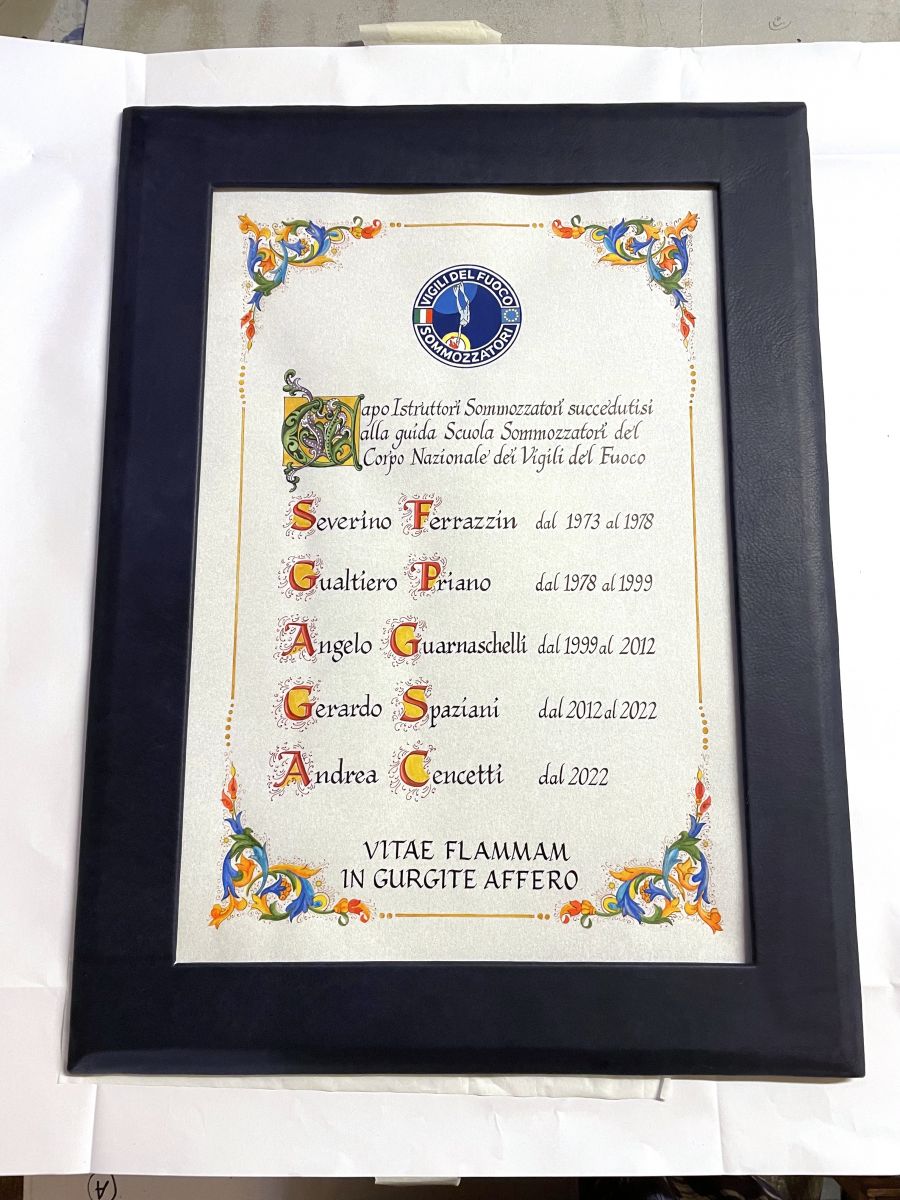 VIGILI DEL FUOCO
SOMMOZZATORI
Capo Istruttori Sommozzatori succedutisi
alla guida Scuola Sommozzatori del
Corpo Nazionale dei Vigili del Fuoco
Severino Ferrazzin dal 1973 al 1978
Gualtiero Priano dal 1978 al 1999
Angelo Guarnaschelli dal 1999 al 2012
Gerardo Spaziani dal 2012 al 2022
Andrea Cencetti dal 2022
VITAE FLAMMAM
IN GURGITE AFFERO
A